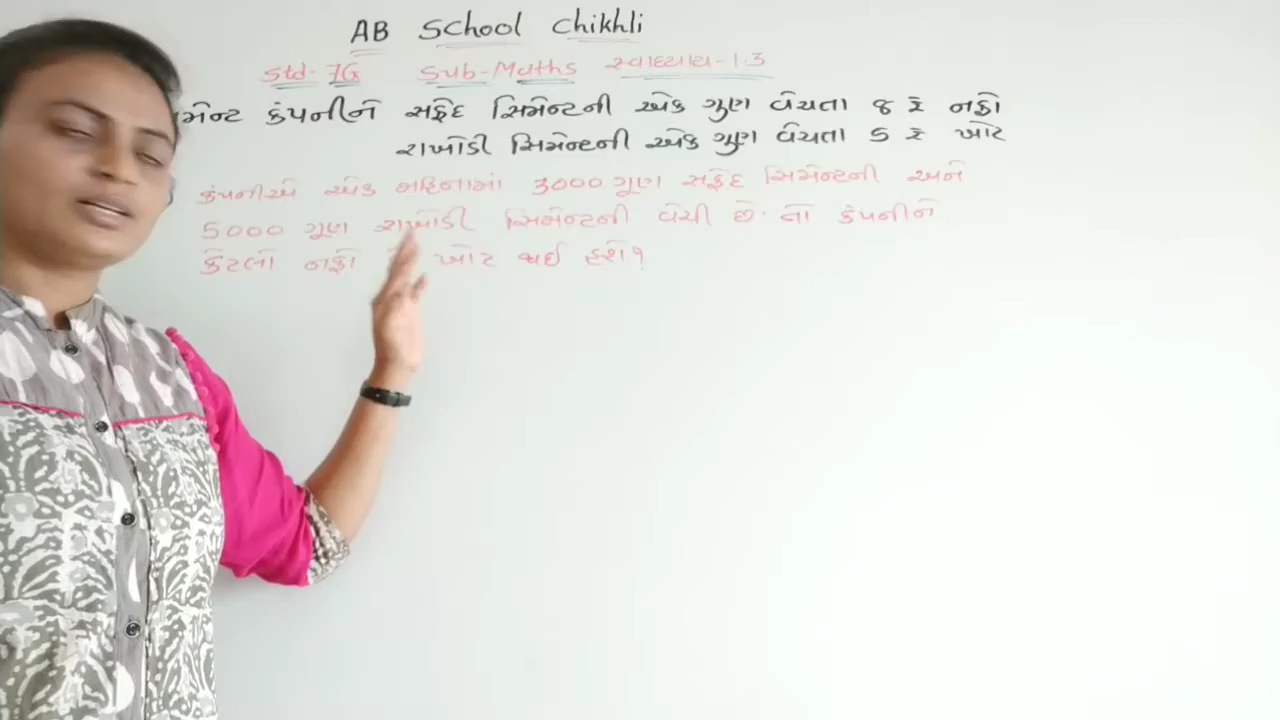 AB School Chikhli
Std-7G Sub-Maths સ્વાધ્યાય-1.3
મેન્ટ કંપનીને સફેદ સિમેન્ટની એક ગુણ વેચતા 8 રૂ નફો
રાખોડી સિમેન્ટની એક ગુણ વેચતા 5 રૂ ખોટ
કંપનીએ એક મહિનામાં 3000 ગુણ સફેદ સિમેન્ટની અને
5000 ગુણ રાખોડી સિમેન્ટની વેચી છે. તો કંપનીને
કેટલો નફો ખોટ થઈ હશે?